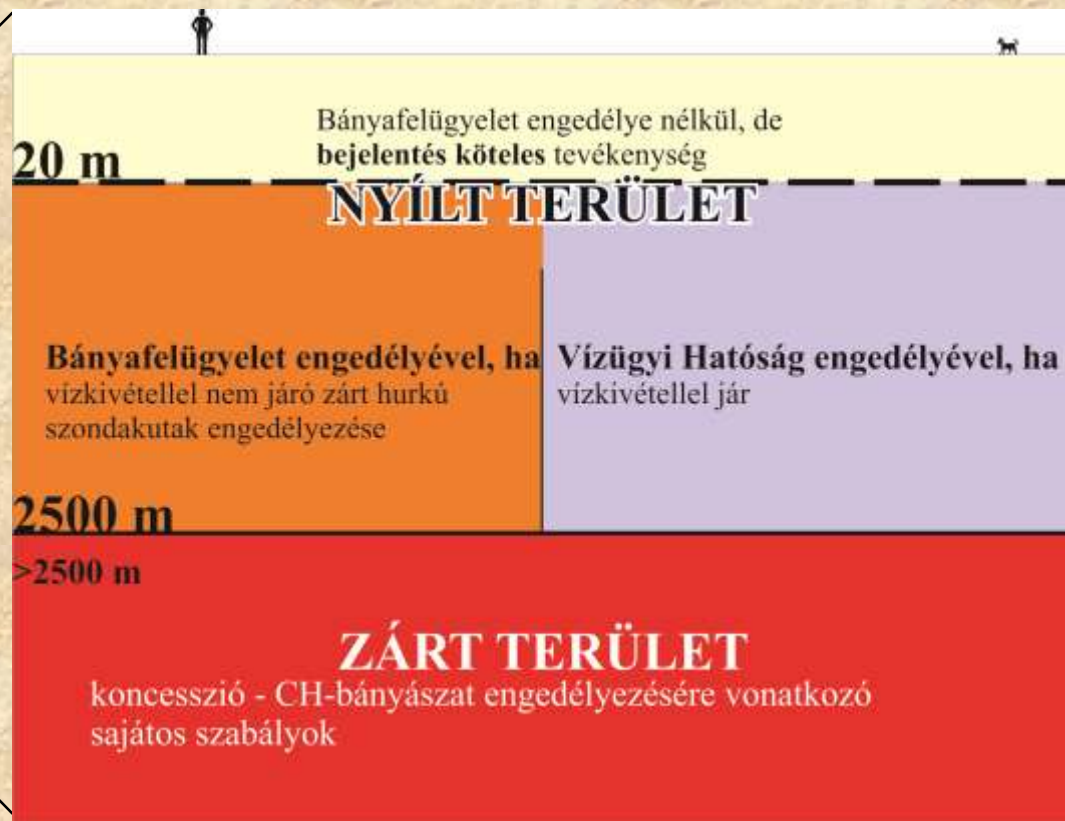 Bányafelügyelet engedélye nélkül, de
bejelentés köteles tevékenység
20 m
NYÍLT TERÜLET
Bányafelügyelet engedélyével, ha
vízkivétellel nem járó zárt hurkú
szondakutak engedélyezése
Vízügyi Hatóság engedélyével, ha
vízkivétellel jár
2500 m
>2500 m
ZÁRT TERÜLET
koncesszió - CH-bányászat engedélyezésére vonatkozó
sajátos szabályok